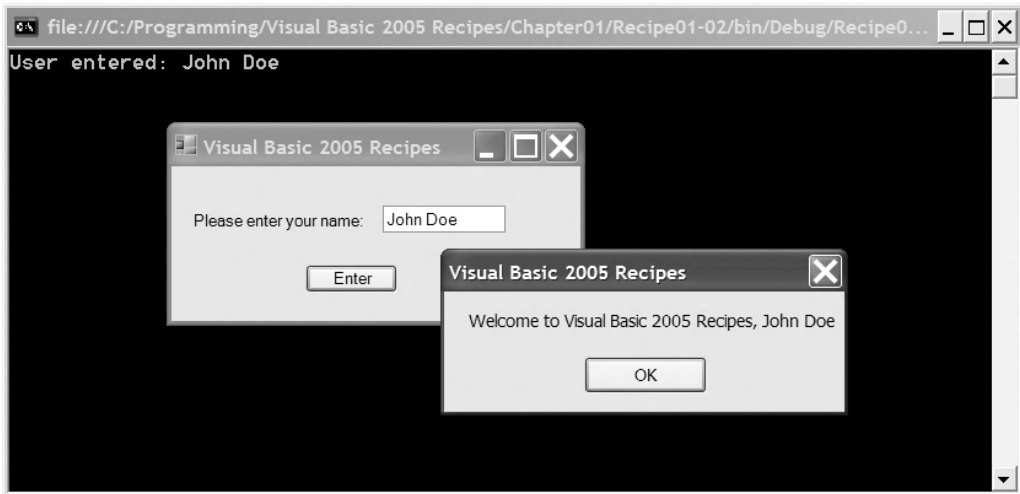 file:///C:/Programming/Visual Basic 2005 Recipes/Chapter01/Recipe01-02/bin/Debug/Recipe0...
User entered: John Doe
Visual Basic 2005 Recipes
Please enter your name: John Doe
Enter
Visual Basic 2005 Recipes
Welcome to Visual Basic 2005 Recipes, John Doe
OK